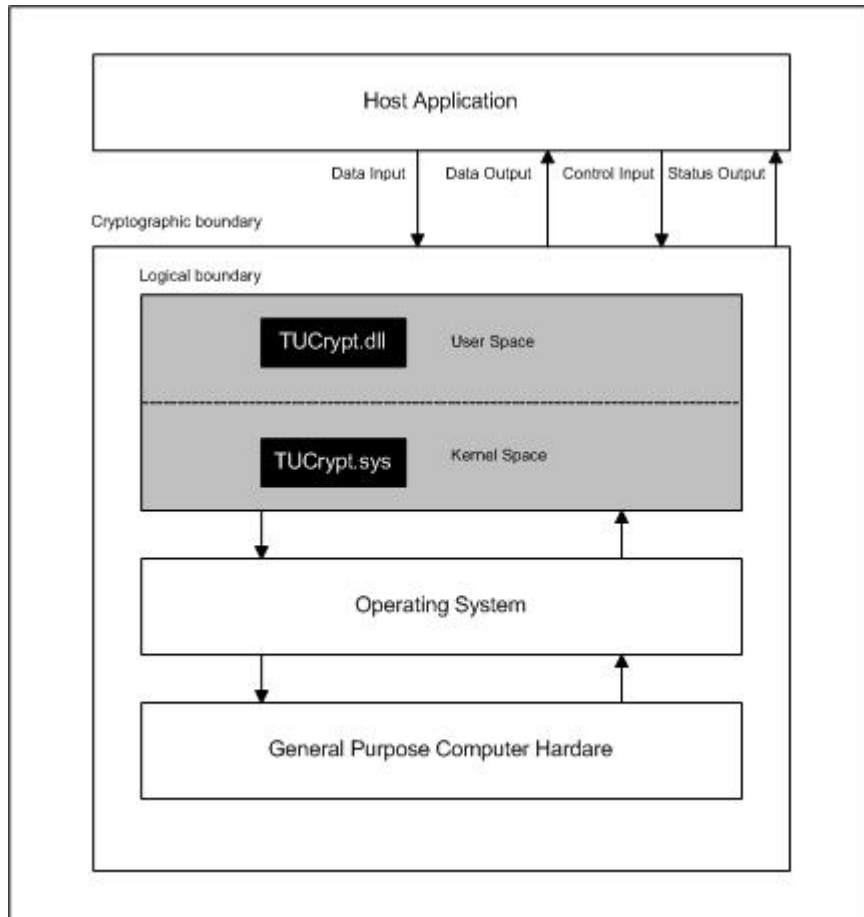 Host Application
Data Input
Data Output
Control Input
Status Output
Cryptographic boundary
Logical boundary
TUCrypt.dll
User Space
TUCrypt.sys
Kernel Space
Operating System
General Purpose Computer Hardare